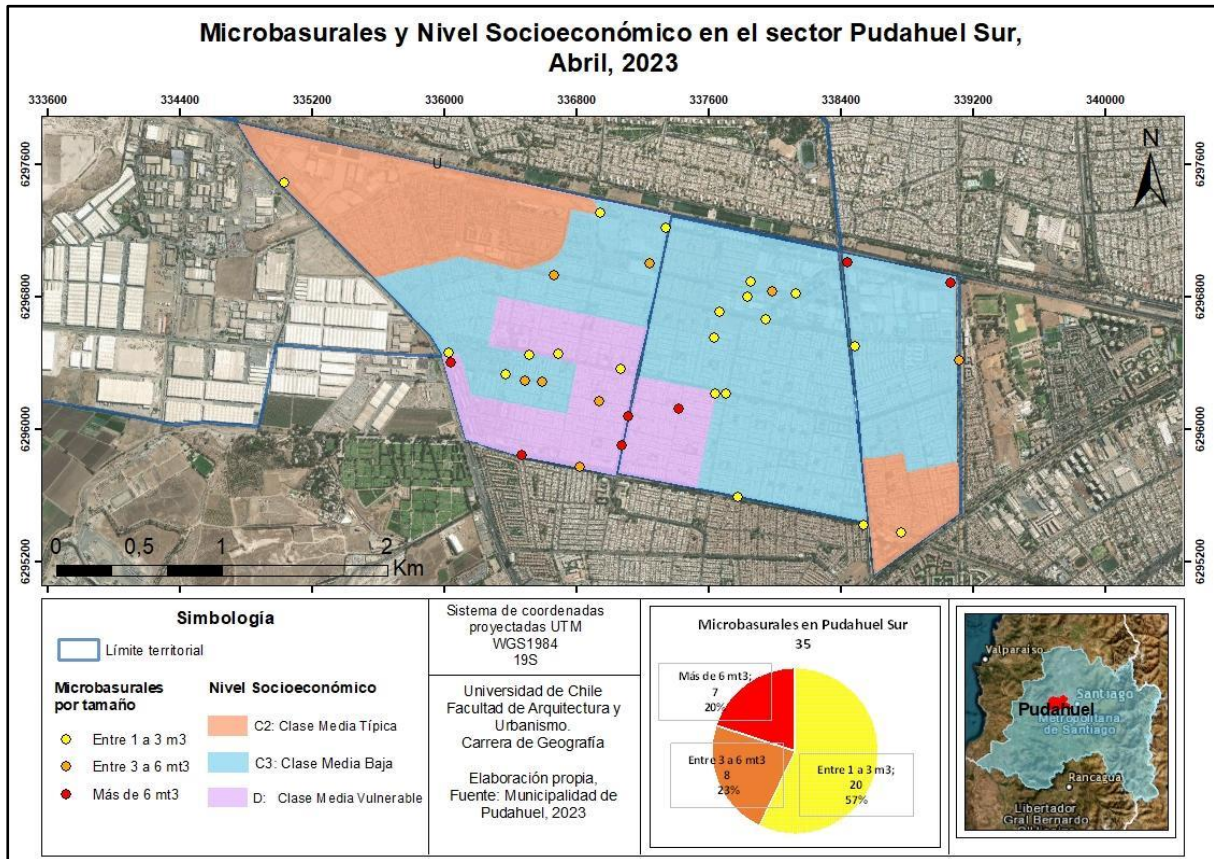 Microbasurales y Nivel Socioeconómico en el sector Pudahuel Sur,
Abril, 2023
333600 334400 335200 336000 336800 337600 338400 339200 340000
6297600
6297600
U
N
6296800
6296800
6296000
6296000
6295200
6295200
0 0,5 1 2
Km
Simbología
Límite territorial
Microbasurales
por tamaño
Entre 1 a 3 m3
Entre 3 a 6 mt3
Más de 6 mt3
Nivel Socioeconómico
C2: Clase Media Típica
C3: Clase Media Baja
D: Clase Media Vulnerable
Sistema de coordenadas
proyectadas UTM
WGS1984
19S
Universidad de Chile
Facultad de Arquitectura y
Urbanismo.
Carrera de Geografía
Elaboración propia,
Fuente: Municipalidad de
Pudahuel, 2023
Microbasurales en Pudahuel Sur
35
Más de 6 mt3;
7
20%
Entre 3 a 6 mt3
8
23%
Entre 1 a 3 m3;
20
57%
Valparaiso
Santiago
Pudahuel
Metropolitana
de Santiago
Rancagua
Libertador
Gral Bernardo